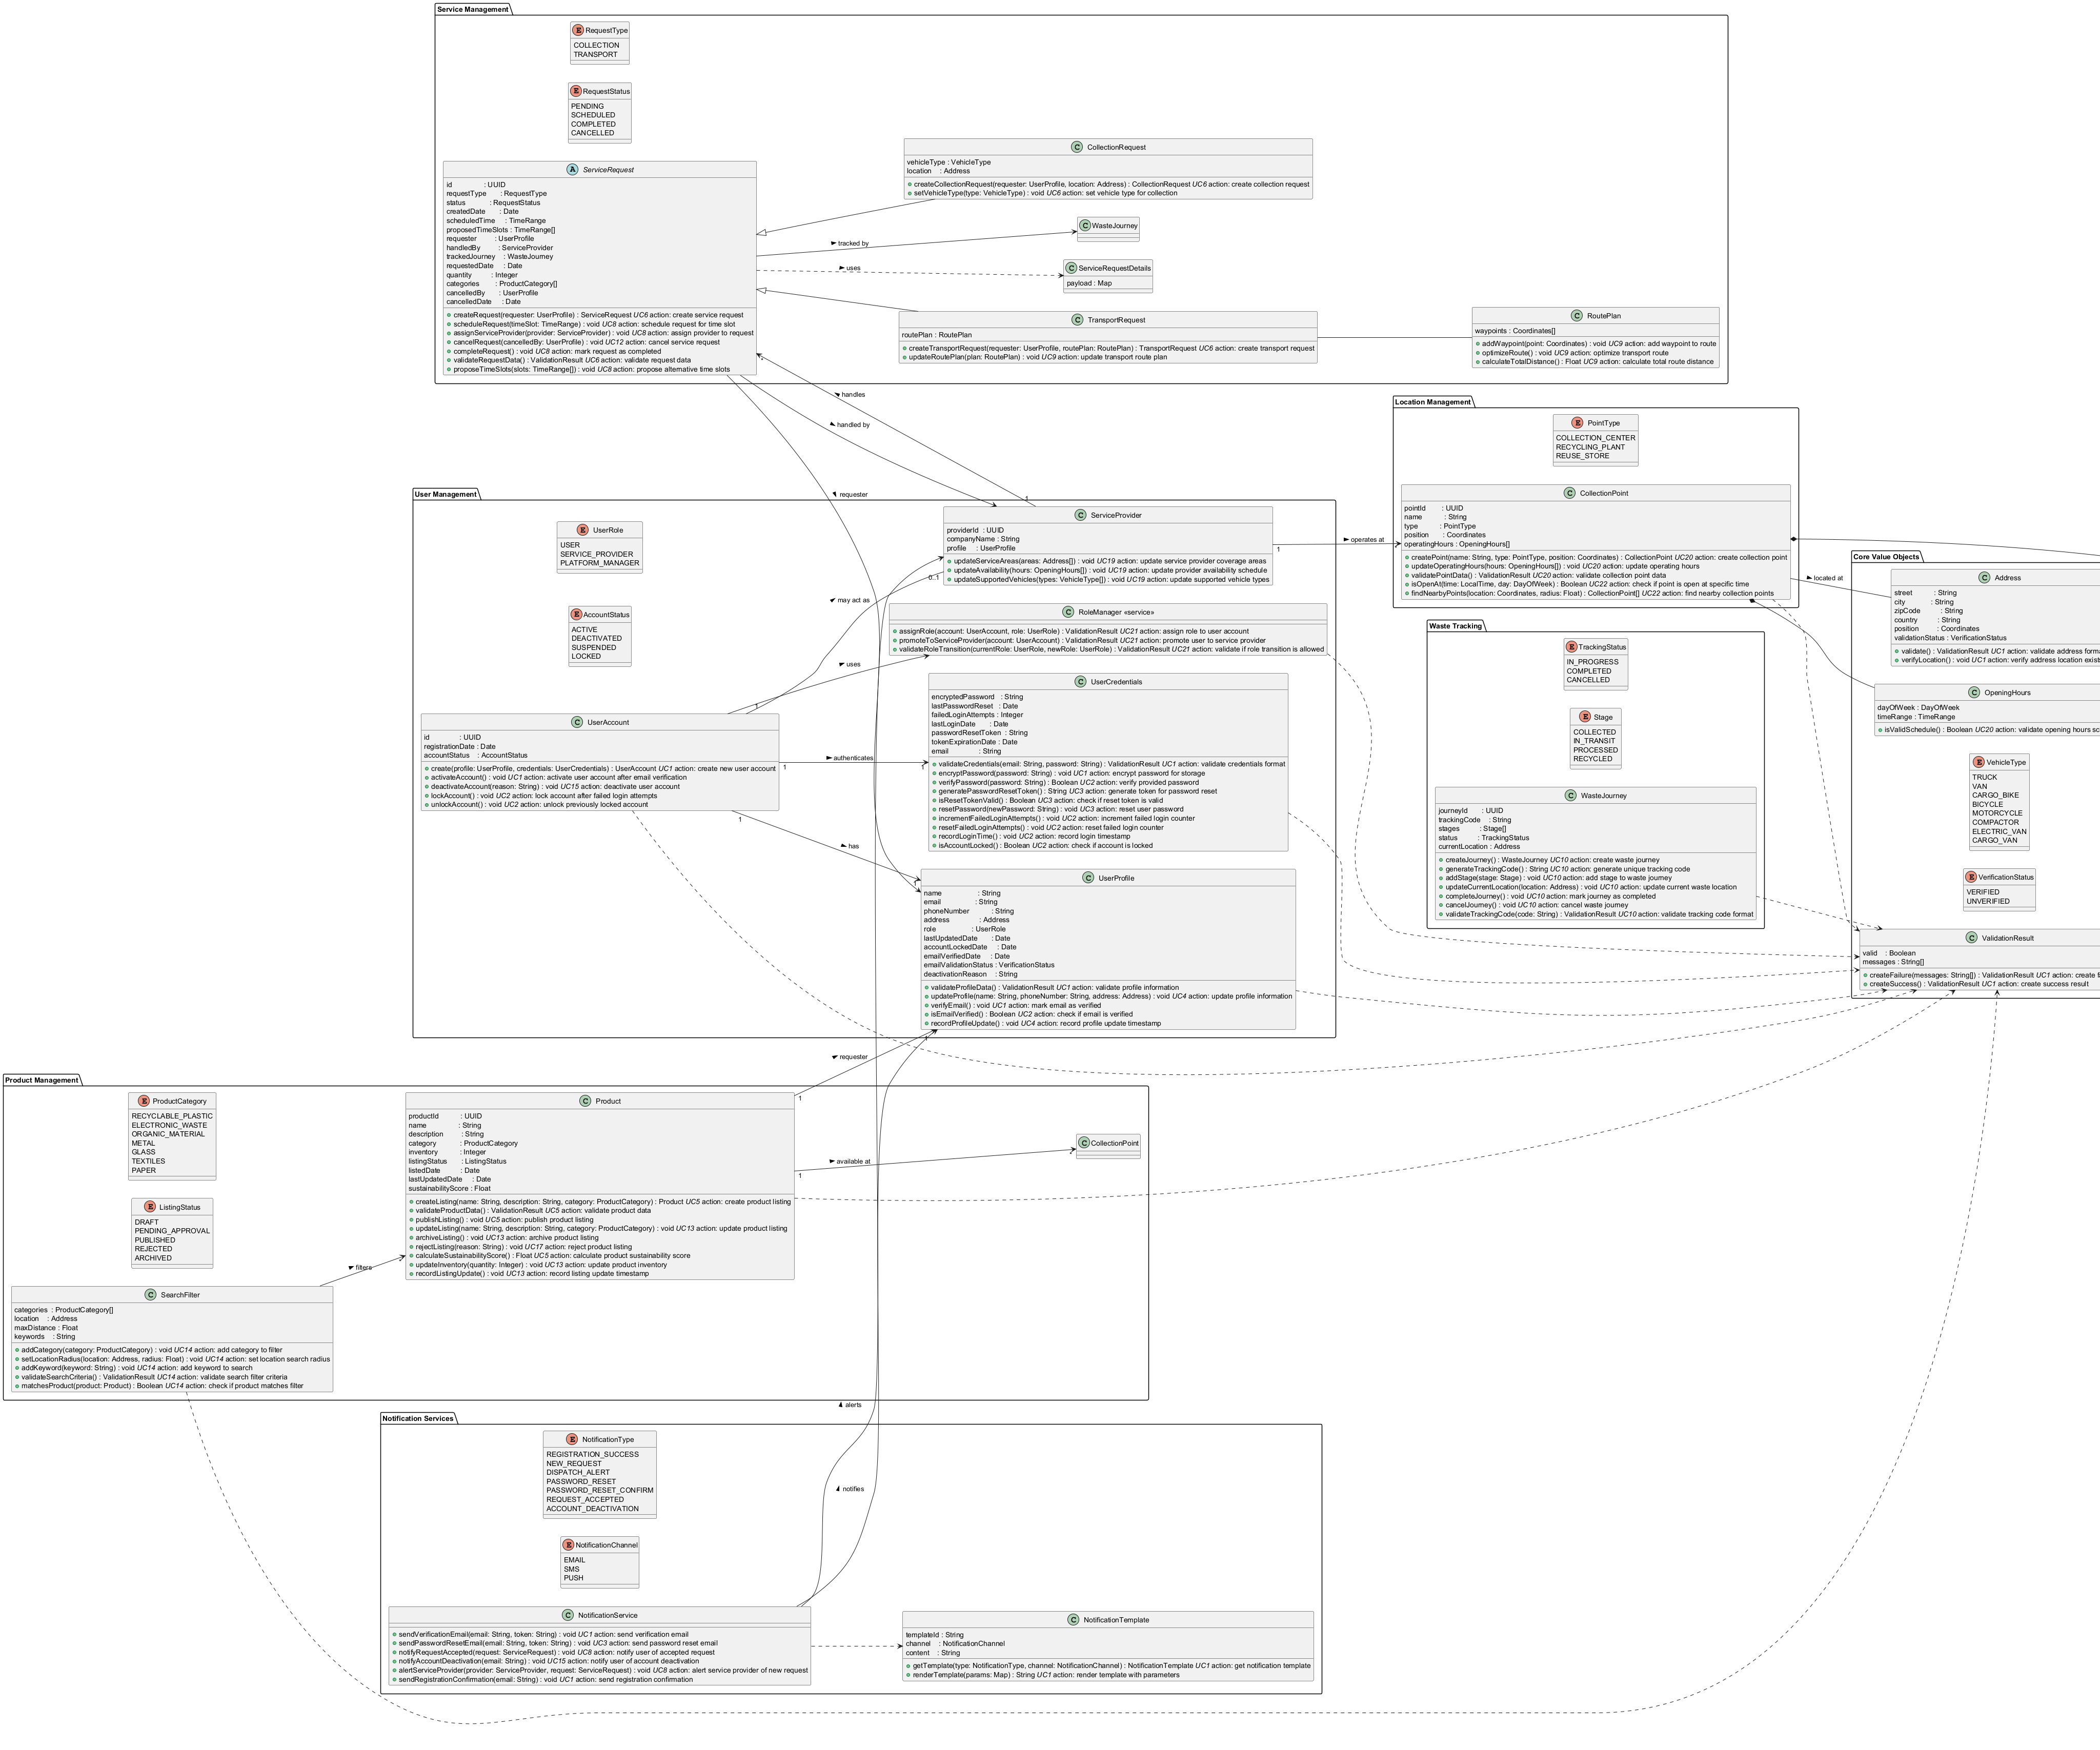 Service Management
RequestType
COLLECTION
TRANSPORT
RequestStatus
PENDING
SCHEDULED
COMPLETED
CANCELLED
ServiceRequest
id : UUID
requestType : RequestType
status : RequestStatus
createdDate : Date
scheduledTime : TimeRange
proposedTimeSlots : TimeRange[]
requester : UserProfile
handledBy : ServiceProvider
trackedJourney : WasteJourney
requestedDate : Date
quantity : Integer
categories : ProductCategory[]
cancelledBy : UserProfile
cancelledDate : Date
createRequest(requester: UserProfile) : ServiceRequest UC6 action: create service request
scheduleRequest(timeSlot: TimeRange) : void UC8 action: schedule request for time slot
assignServiceProvider(provider: ServiceProvider) : void UC8 action: assign provider to request
cancelRequest(cancelledBy: UserProfile) : void UC12 action: cancel service request
completeRequest() : void UC8 action: mark request as completed
validateRequestData() : ValidationResult UC6 action: validate request data
proposeTimeSlots(slots: TimeRange[]) : void UC8 action: propose alternative time slots
CollectionRequest
vehicleType : VehicleType
location : Address
createCollectionRequest(requester: UserProfile, location: Address) : CollectionRequest UC6 action: create collection request
setVehicleType(type: VehicleType) : void UC6 action: set vehicle type for collection
tracked by
WasteJourney
uses
ServiceRequestDetails
payload : Map
TransportRequest
routePlan : RoutePlan
createTransportRequest(requester: UserProfile, routePlan: RoutePlan) : TransportRequest UC6 action: create transport request
updateRoutePlan(plan: RoutePlan) : void UC9 action: update transport route plan
RoutePlan
waypoints : Coordinates[]
addWaypoint(point: Coordinates) : void UC9 action: add waypoint to route
optimizeRoute() : void UC9 action: optimize transport route
calculateTotalDistance() : Float UC9 action: calculate total route distance
*
handles
handled by
requester
1
User Management
UserRole
USER
SERVICE_PROVIDER
PLATFORM_MANAGER
AccountStatus
ACTIVE
DEACTIVATED
SUSPENDED
LOCKED
UserAccount
id : UUID
registrationDate : Date
accountStatus : AccountStatus
create(profile: UserProfile, credentials: UserCredentials) : UserAccount UC1 action: create new user account
activateAccount() : void UC1 action: activate user account after email verification
deactivateAccount(reason: String) : void UC15 action: deactivate user account
lockAccount() : void UC2 action: lock account after failed login attempts
unlockAccount() : void UC2 action: unlock previously locked account
ServiceProvider
providerId : UUID
companyName : String
profile : UserProfile
updateServiceAreas(areas: Address[]) : void UC19 action: update service provider coverage areas
updateAvailability(hours: OpeningHours[]) : void UC19 action: update provider availability schedule
updateSupportedVehicles(types: VehicleType[]) : void UC19 action: update supported vehicle types
0..1
may act as
1
uses
RoleManager «service»
assignRole(account: UserAccount, role: UserRole) : ValidationResult UC21 action: assign role to user account
promoteToServiceProvider(account: UserAccount) : ValidationResult UC21 action: promote user to service provider
validateRoleTransition(currentRole: UserRole, newRole: UserRole) : ValidationResult UC21 action: validate if role transition is allowed
UserCredentials
encryptedPassword : String
lastPasswordReset : Date
failedLoginAttempts : Integer
lastLoginDate : Date
passwordResetToken : String
tokenExpirationDate : Date
email : String
validateCredentials(email: String, password: String) : ValidationResult UC1 action: validate credentials format
encryptPassword(password: String) : void UC1 action: encrypt password for storage
verifyPassword(password: String) : Boolean UC2 action: verify provided password
generatePasswordResetToken() : String UC3 action: generate token for password reset
isResetTokenValid() : Boolean UC3 action: check if reset token is valid
resetPassword(newPassword: String) : void UC3 action: reset user password
incrementFailedLoginAttempts() : void UC2 action: increment failed login counter
resetFailedLoginAttempts() : void UC2 action: reset failed login counter
recordLoginTime() : void UC2 action: record login timestamp
isAccountLocked() : Boolean UC2 action: check if account is locked
authenticates
1
1
1
has
1
UserProfile
name : String
email : String
phoneNumber : String
address : Address
role : UserRole
lastUpdatedDate : Date
accountLockedDate : Date
emailVerifiedDate : Date
emailValidationStatus : VerificationStatus
deactivationReason : String
validateProfileData() : ValidationResult UC1 action: validate profile information
updateProfile(name: String, phoneNumber: String, address: Address) : void UC4 action: update profile information
verifyEmail() : void UC1 action: mark email as verified
isEmailVerified() : Boolean UC2 action: check if email is verified
recordProfileUpdate() : void UC4 action: record profile update timestamp
1
operates at
*
Location Management
PointType
COLLECTION_CENTER
RECYCLING_PLANT
REUSE_STORE
CollectionPoint
pointId : UUID
name : String
type : PointType
position : Coordinates
operatingHours : OpeningHours[]
createPoint(name: String, type: PointType, position: Coordinates) : CollectionPoint UC20 action: create collection point
updateOperatingHours(hours: OpeningHours[]) : void UC20 action: update operating hours
validatePointData() : ValidationResult UC20 action: validate collection point data
isOpenAt(time: LocalTime, day: DayOfWeek) : Boolean UC22 action: check if point is open at specific time
findNearbyPoints(location: Coordinates, radius: Float) : CollectionPoint[] UC22 action: find nearby collection points
located at
Waste Tracking
TrackingStatus
IN_PROGRESS
COMPLETED
CANCELLED
Stage
COLLECTED
IN_TRANSIT
PROCESSED
RECYCLED
WasteJourney
journeyId : UUID
trackingCode : String
stages : Stage[]
status : TrackingStatus
currentLocation : Address
createJourney() : WasteJourney UC10 action: create waste journey
generateTrackingCode() : String UC10 action: generate unique tracking code
addStage(stage: Stage) : void UC10 action: add stage to waste journey
updateCurrentLocation(location: Address) : void UC10 action: update current waste location
completeJourney() : void UC10 action: mark journey as completed
cancelJourney() : void UC10 action: cancel waste journey
validateTrackingCode(code: String) : ValidationResult UC10 action: validate tracking code format
Core Value Objects
Address
street : String
city : String
zipCode : String
country : String
position : Coordinates
validationStatus : VerificationStatus
validate() : ValidationResult UC1 action: validate address forma
verifyLocation() : void UC1 action: verify address location exist
OpeningHours
dayOfWeek : DayOfWeek
timeRange : TimeRange
isValidSchedule() : Boolean UC20 action: validate opening hours sc
VehicleType
TRUCK
VAN
CARGO_BIKE
BICYCLE
MOTORCYCLE
COMPACTOR
ELECTRIC_VAN
CARGO_VAN
VerificationStatus
VERIFIED
UNVERIFIED
ValidationResult
valid : Boolean
messages : String[]
createFailure(messages: String[]) : ValidationResult UC1 action: create f
createSuccess() : ValidationResult UC1 action: create success result
Product Management
ProductCategory
RECYCLABLE_PLASTIC
ELECTRONIC_WASTE
ORGANIC_MATERIAL
METAL
GLASS
TEXTILES
PAPER
ListingStatus
DRAFT
PENDING_APPROVAL
PUBLISHED
REJECTED
ARCHIVED
filters
*
SearchFilter
categories : ProductCategory[]
location : Address
maxDistance : Float
keywords : String
addCategory(category: ProductCategory) : void UC14 action: add category to filter
setLocationRadius(location: Address, radius: Float) : void UC14 action: set location search radius
addKeyword(keyword: String) : void UC14 action: add keyword to search
validateSearchCriteria() : ValidationResult UC14 action: validate search filter criteria
matchesProduct(product: Product) : Boolean UC14 action: check if product matches filter
Product
productId : UUID
name : String
description : String
category : ProductCategory
inventory : Integer
listingStatus : ListingStatus
listedDate : Date
lastUpdatedDate : Date
sustainabilityScore : Float
createListing(name: String, description: String, category: ProductCategory) : Product UC5 action: create product listing
validateProductData() : ValidationResult UC5 action: validate product data
publishListing() : void UC5 action: publish product listing
updateListing(name: String, description: String, category: ProductCategory) : void UC13 action: update product listing
archiveListing() : void UC13 action: archive product listing
rejectListing(reason: String) : void UC17 action: reject product listing
calculateSustainabilityScore() : Float UC5 action: calculate product sustainability score
updateInventory(quantity: Integer) : void UC13 action: update product inventory
recordListingUpdate() : void UC13 action: record listing update timestamp
1
requester
1
available at
1
*
CollectionPoint
Notification Services
alerts
notifies
NotificationType
REGISTRATION_SUCCESS
NEW_REQUEST
DISPATCH_ALERT
PASSWORD_RESET
PASSWORD_RESET_CONFIRM
REQUEST_ACCEPTED
ACCOUNT_DEACTIVATION
NotificationChannel
EMAIL
SMS
PUSH
NotificationService
sendVerificationEmail(email: String, token: String) : void UC1 action: send verification email
sendPasswordResetEmail(email: String, token: String) : void UC3 action: send password reset email
notifyRequestAccepted(request: ServiceRequest) : void UC8 action: notify user of accepted request
notifyAccountDeactivation(email: String) : void UC15 action: notify user of account deactivation
alertServiceProvider(provider: ServiceProvider, request: ServiceRequest) : void UC8 action: alert service provider of new request
sendRegistrationConfirmation(email: String) : void UC1 action: send registration confirmation
NotificationTemplate
templateId : String
channel : NotificationChannel
content : String
getTemplate(type: NotificationType, channel: NotificationChannel) : NotificationTemplate UC1 action: get notification template
renderTemplate(params: Map) : String UC1 action: render template with parameters